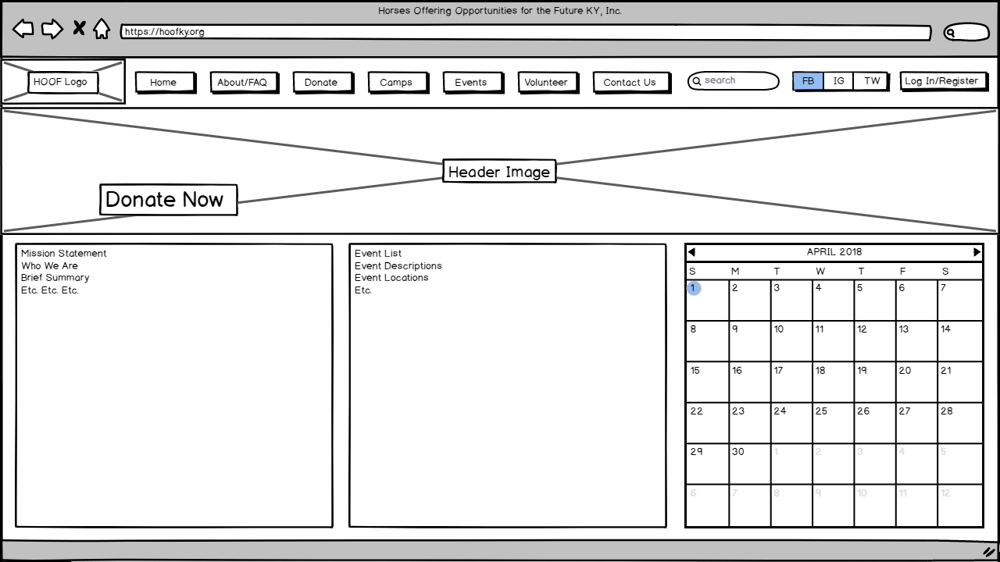 Horses Offering Opportunities for the Future KY, Inc.
https://hoofky.org
HOOF Logo
Home
About/FAQ
Donate
Camps
Events
Volunteer
Contact Us
search
FB
IG
TW
Log In/Register
Header Image
Donate Now
Mission Statement
Who We Are
Brief Summary
Etc. Etc. Etc.
Event List
Event Descriptions
Event Locations
Etc.
APRIL 2018
S M T W T F S
1 2 3 4 5 6 7
8 9 10 11 12 13 14
15 16 17 18 19 20 21
22 23 24 25 26 27 28
29 30 1 2 3 4 5
6 7 8 9 10 11 12